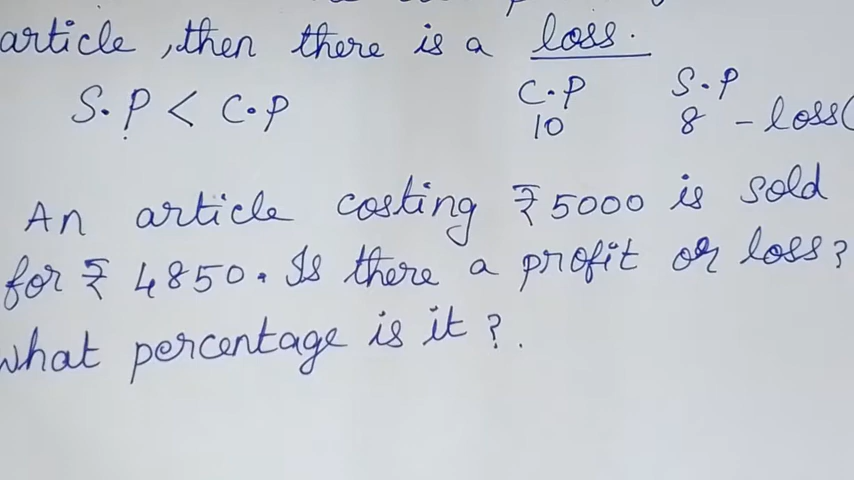 article, then there is a loss.
S.P < C.P
C.P S.P
10 8 - loss(
An article costing ₹5000 is sold
for ₹ 4850. Is there a profit or loss?
what percentage is it?.